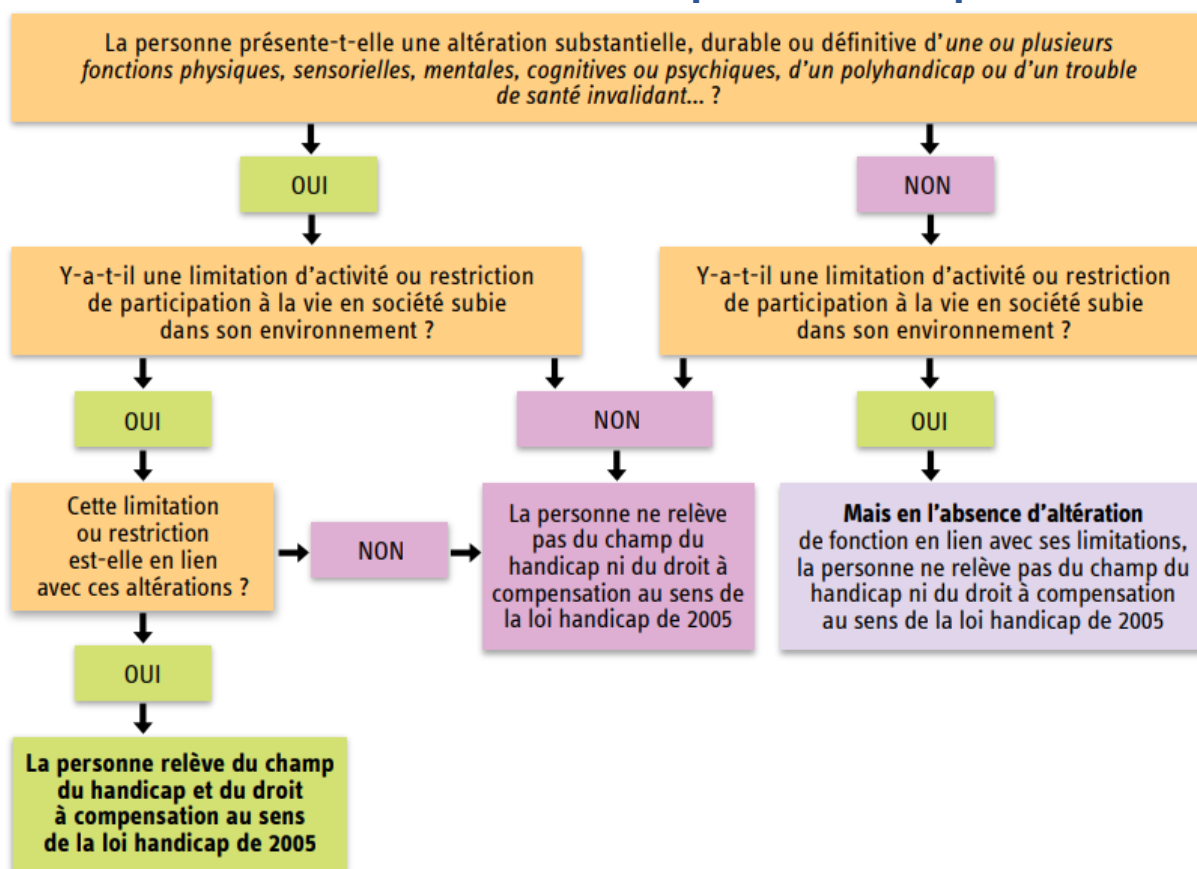 La personne présente-t-elle une altération substantielle, durable ou définitive d'une ou plusieurs
fonctions physiques, sensorielles, mentales, cognitives ou psychiques, d'un polyhandicap ou d'un trouble
de santé invalidant... ?
OUI
NON
Y-a-t-il une limitation d'activité ou restriction
de participation à la vie en société subie
dans son environnement ?
Y-a-t-il une limitation d'activité ou restriction
de participation à la vie en société subie
dans son environnement ?
OUI
NON
OUI
Cette limitation
ou restriction
est-elle en lien
avec ces altérations ?
NON
La personne ne relève
pas du champ du
handicap ni du droit à
compensation au sens de
la loi handicap de 2005
Mais en l'absence d'altération
de fonction en lien avec ses limitations,
la personne ne relève pas du champ du
handicap ni du droit à compensation
au sens de la loi handicap de 2005
OUI
La personne relève du champ
du handicap et du droit
à compensation au sens
de la loi handicap de 2005